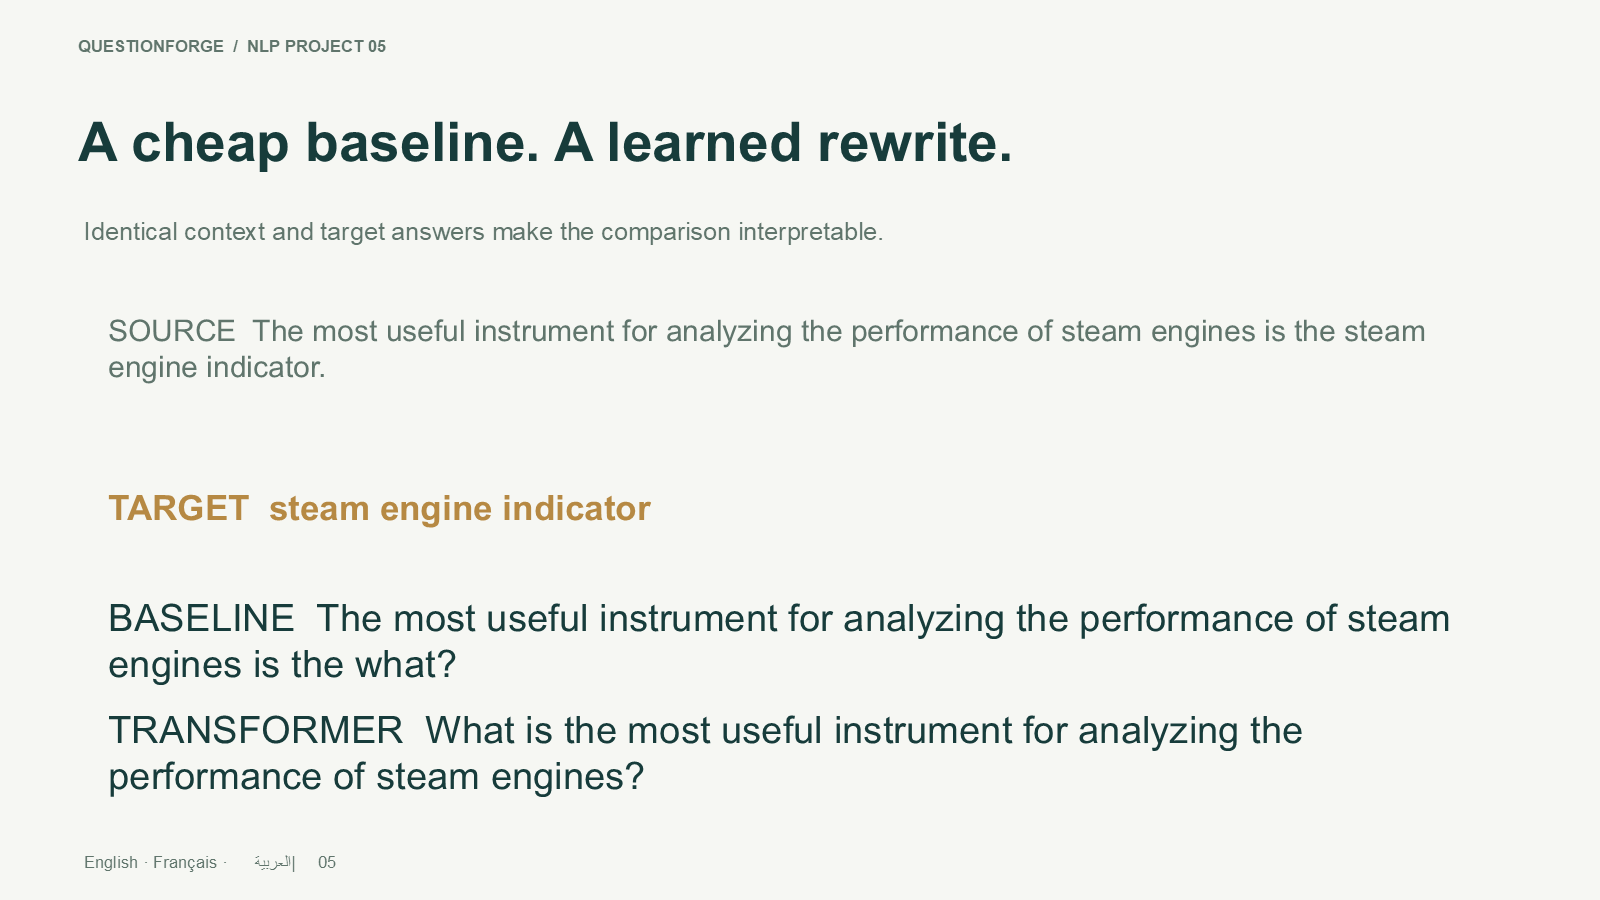 QUESTIONFORGE / NLP PROJECT 05
A cheap baseline. A learned rewrite.
Identical context and target answers make the comparison interpretable.
SOURCE The most useful instrument for analyzing the performance of steam engines is the steam
engine indicator.
TARGET steam engine indicator
BASELINE The most useful instrument for analyzing the performance of steam
engines is the what?
TRANSFORMER What is the most useful instrument for analyzing the
performance of steam engines?
English · Français · العربية | 05